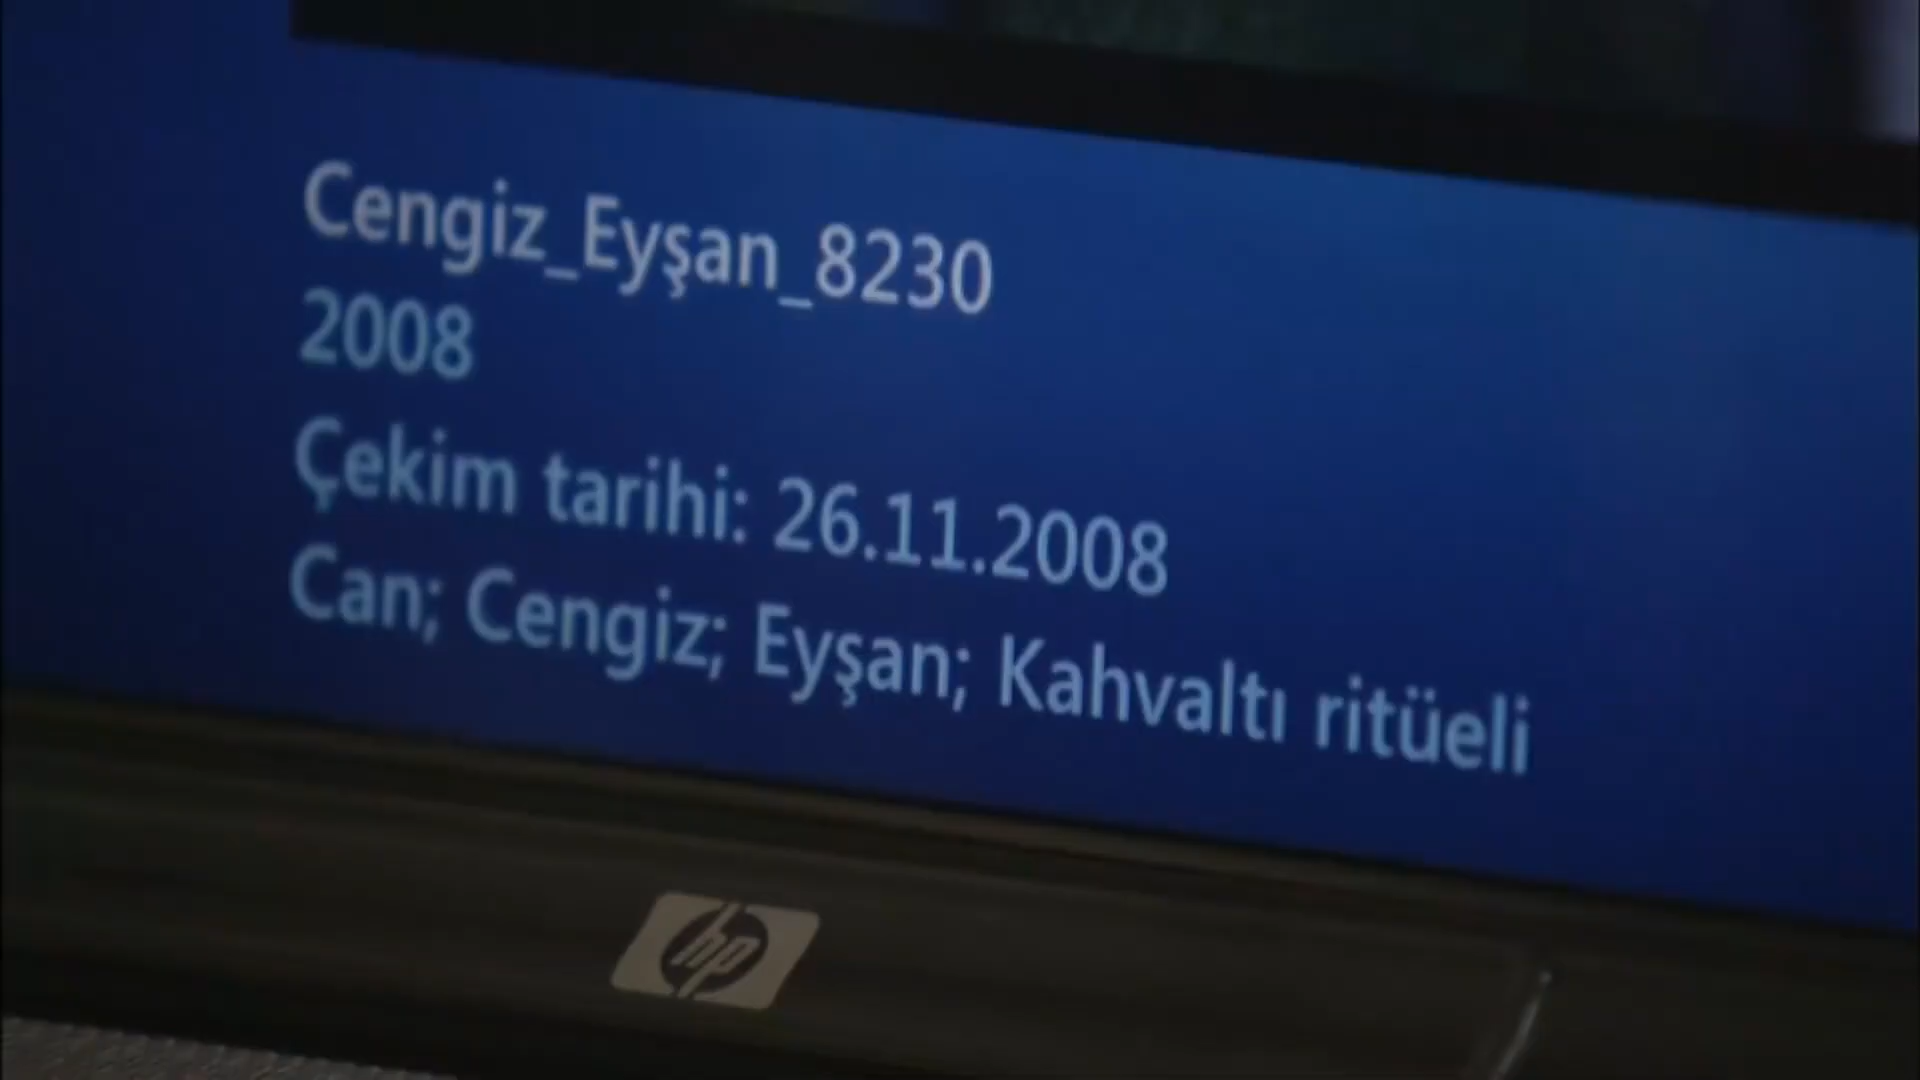 Cengiz_Eyşan_8230
2008
Çekim tarihi: 26.11.2008
Can; Cengiz; Eyşan; Kahvaltı ritüeli
hp